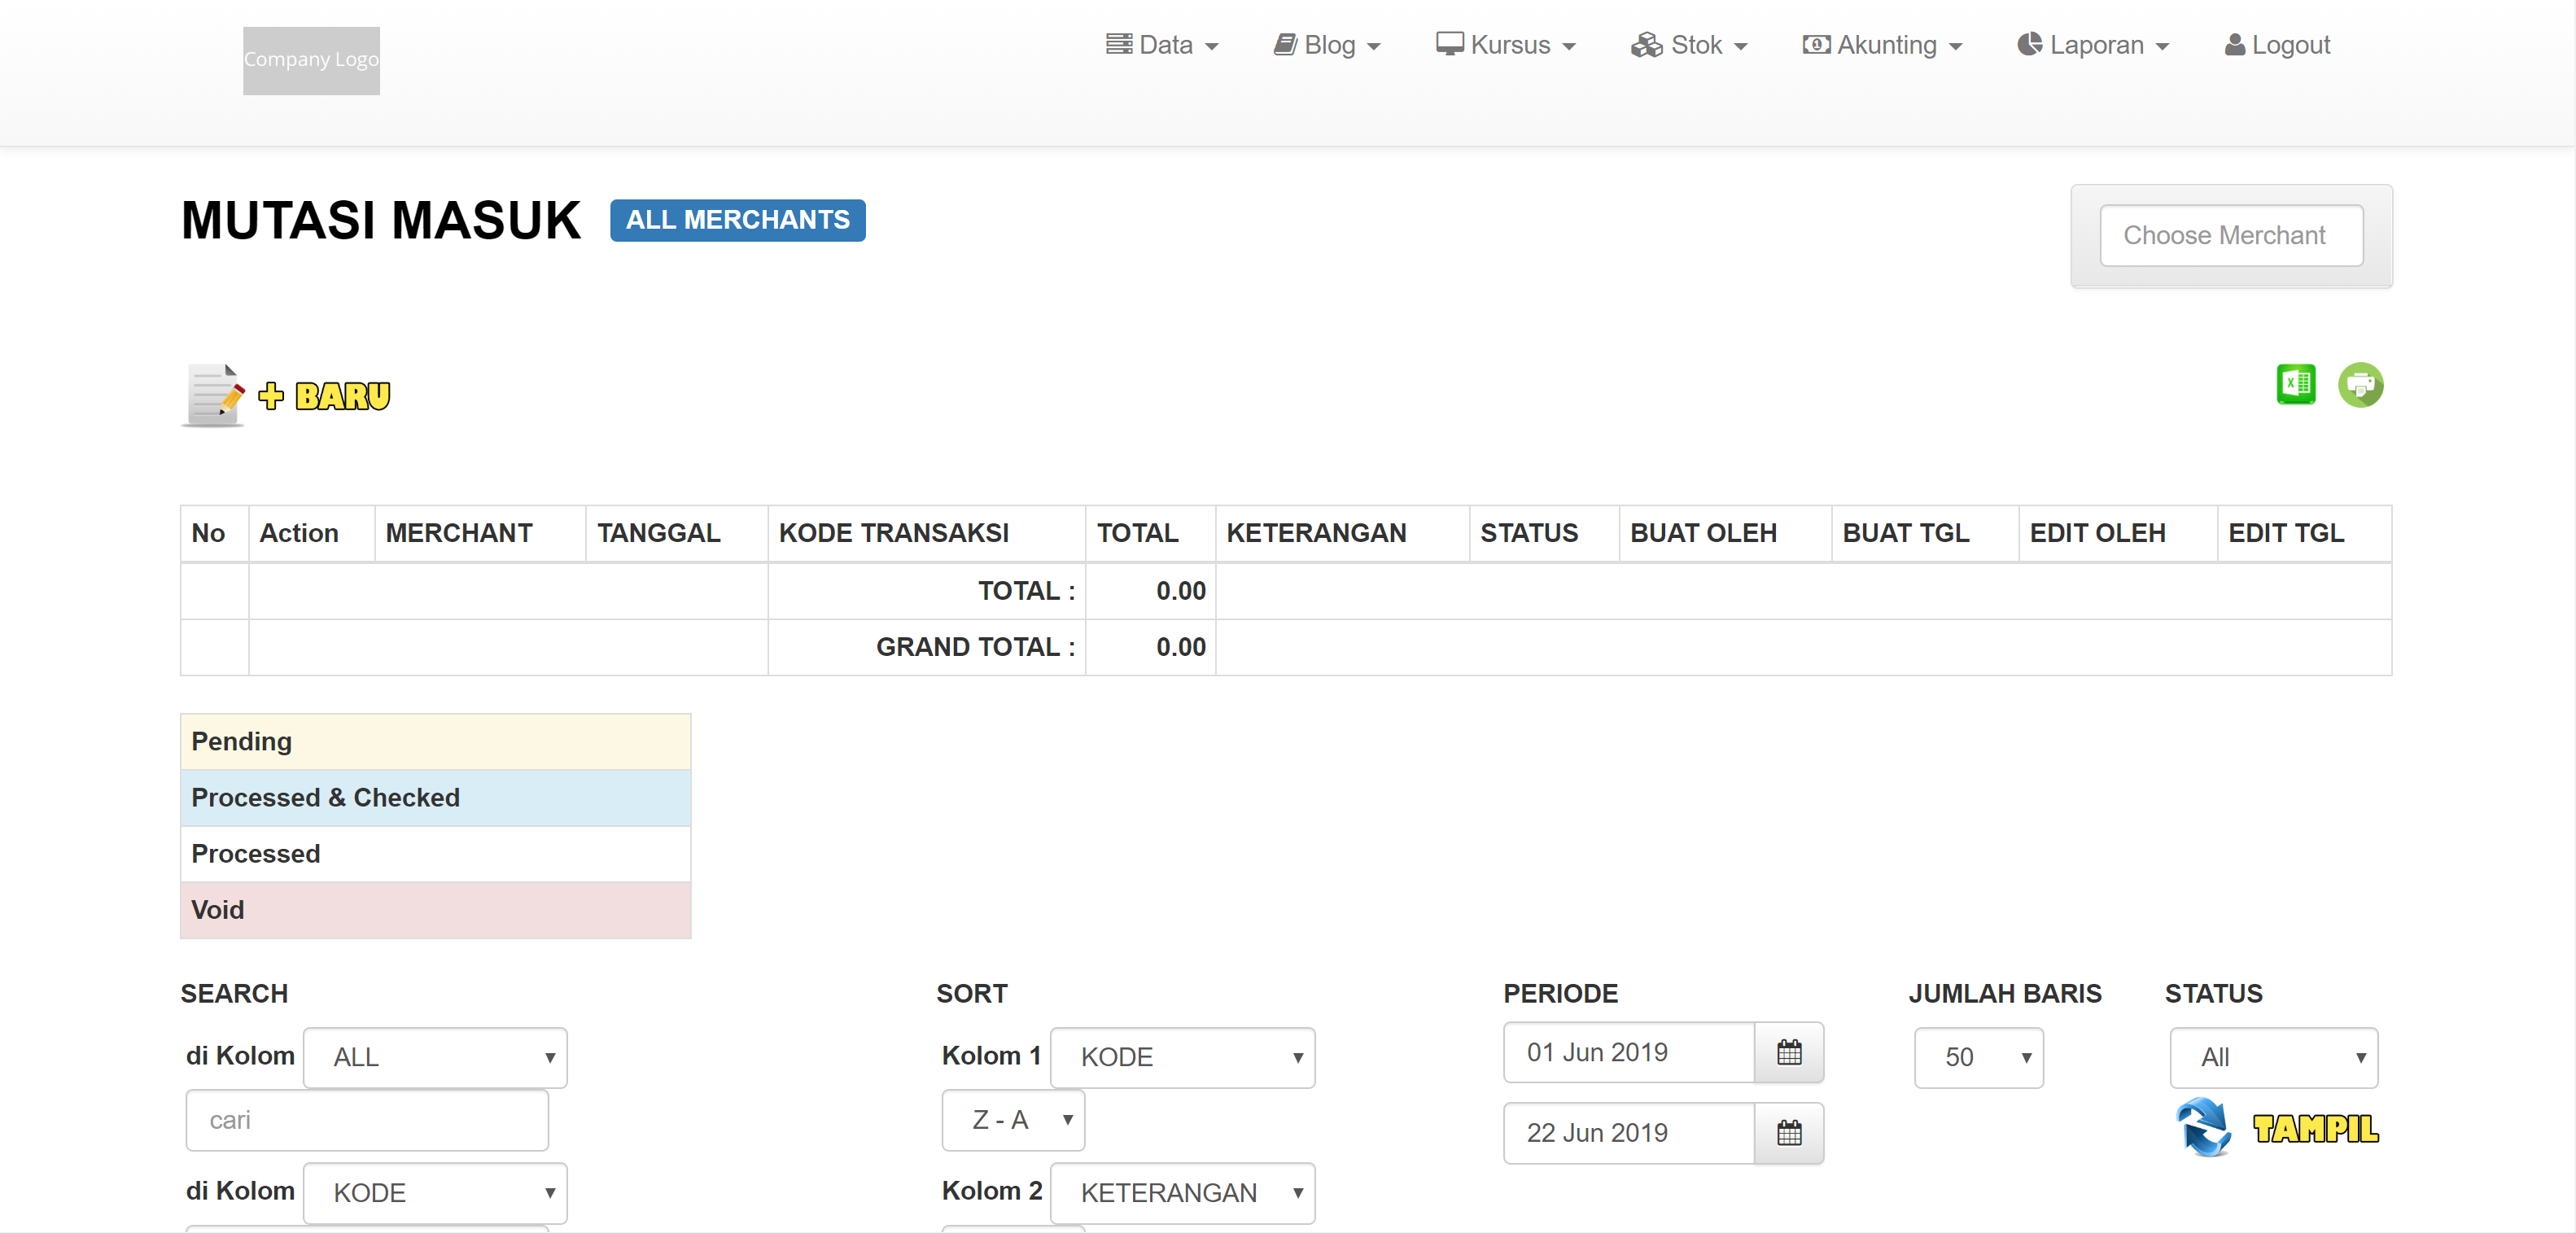 Company Logo
Data
Blog
Kursus
Stok
Akunting
Laporan
Logout
MUTASI MASUK ALL MERCHANTS
Choose Merchant
+ BARU
No Action MERCHANT TANGGAL KODE TRANSAKSI TOTAL KETERANGAN STATUS BUAT OLEH BUAT TGL EDIT OLEH EDIT TGL
TOTAL : 0.00
GRAND TOTAL : 0.00
Pending
Processed & Checked
Processed
Void
SEARCH
di Kolom ALL
cari
di Kolom KODE
SORT
Kolom 1 KODE
Z - A
Kolom 2 KETERANGAN
PERIODE
01 Jun 2019
22 Jun 2019
JUMLAH BARIS
50
STATUS
All
TAMPIL